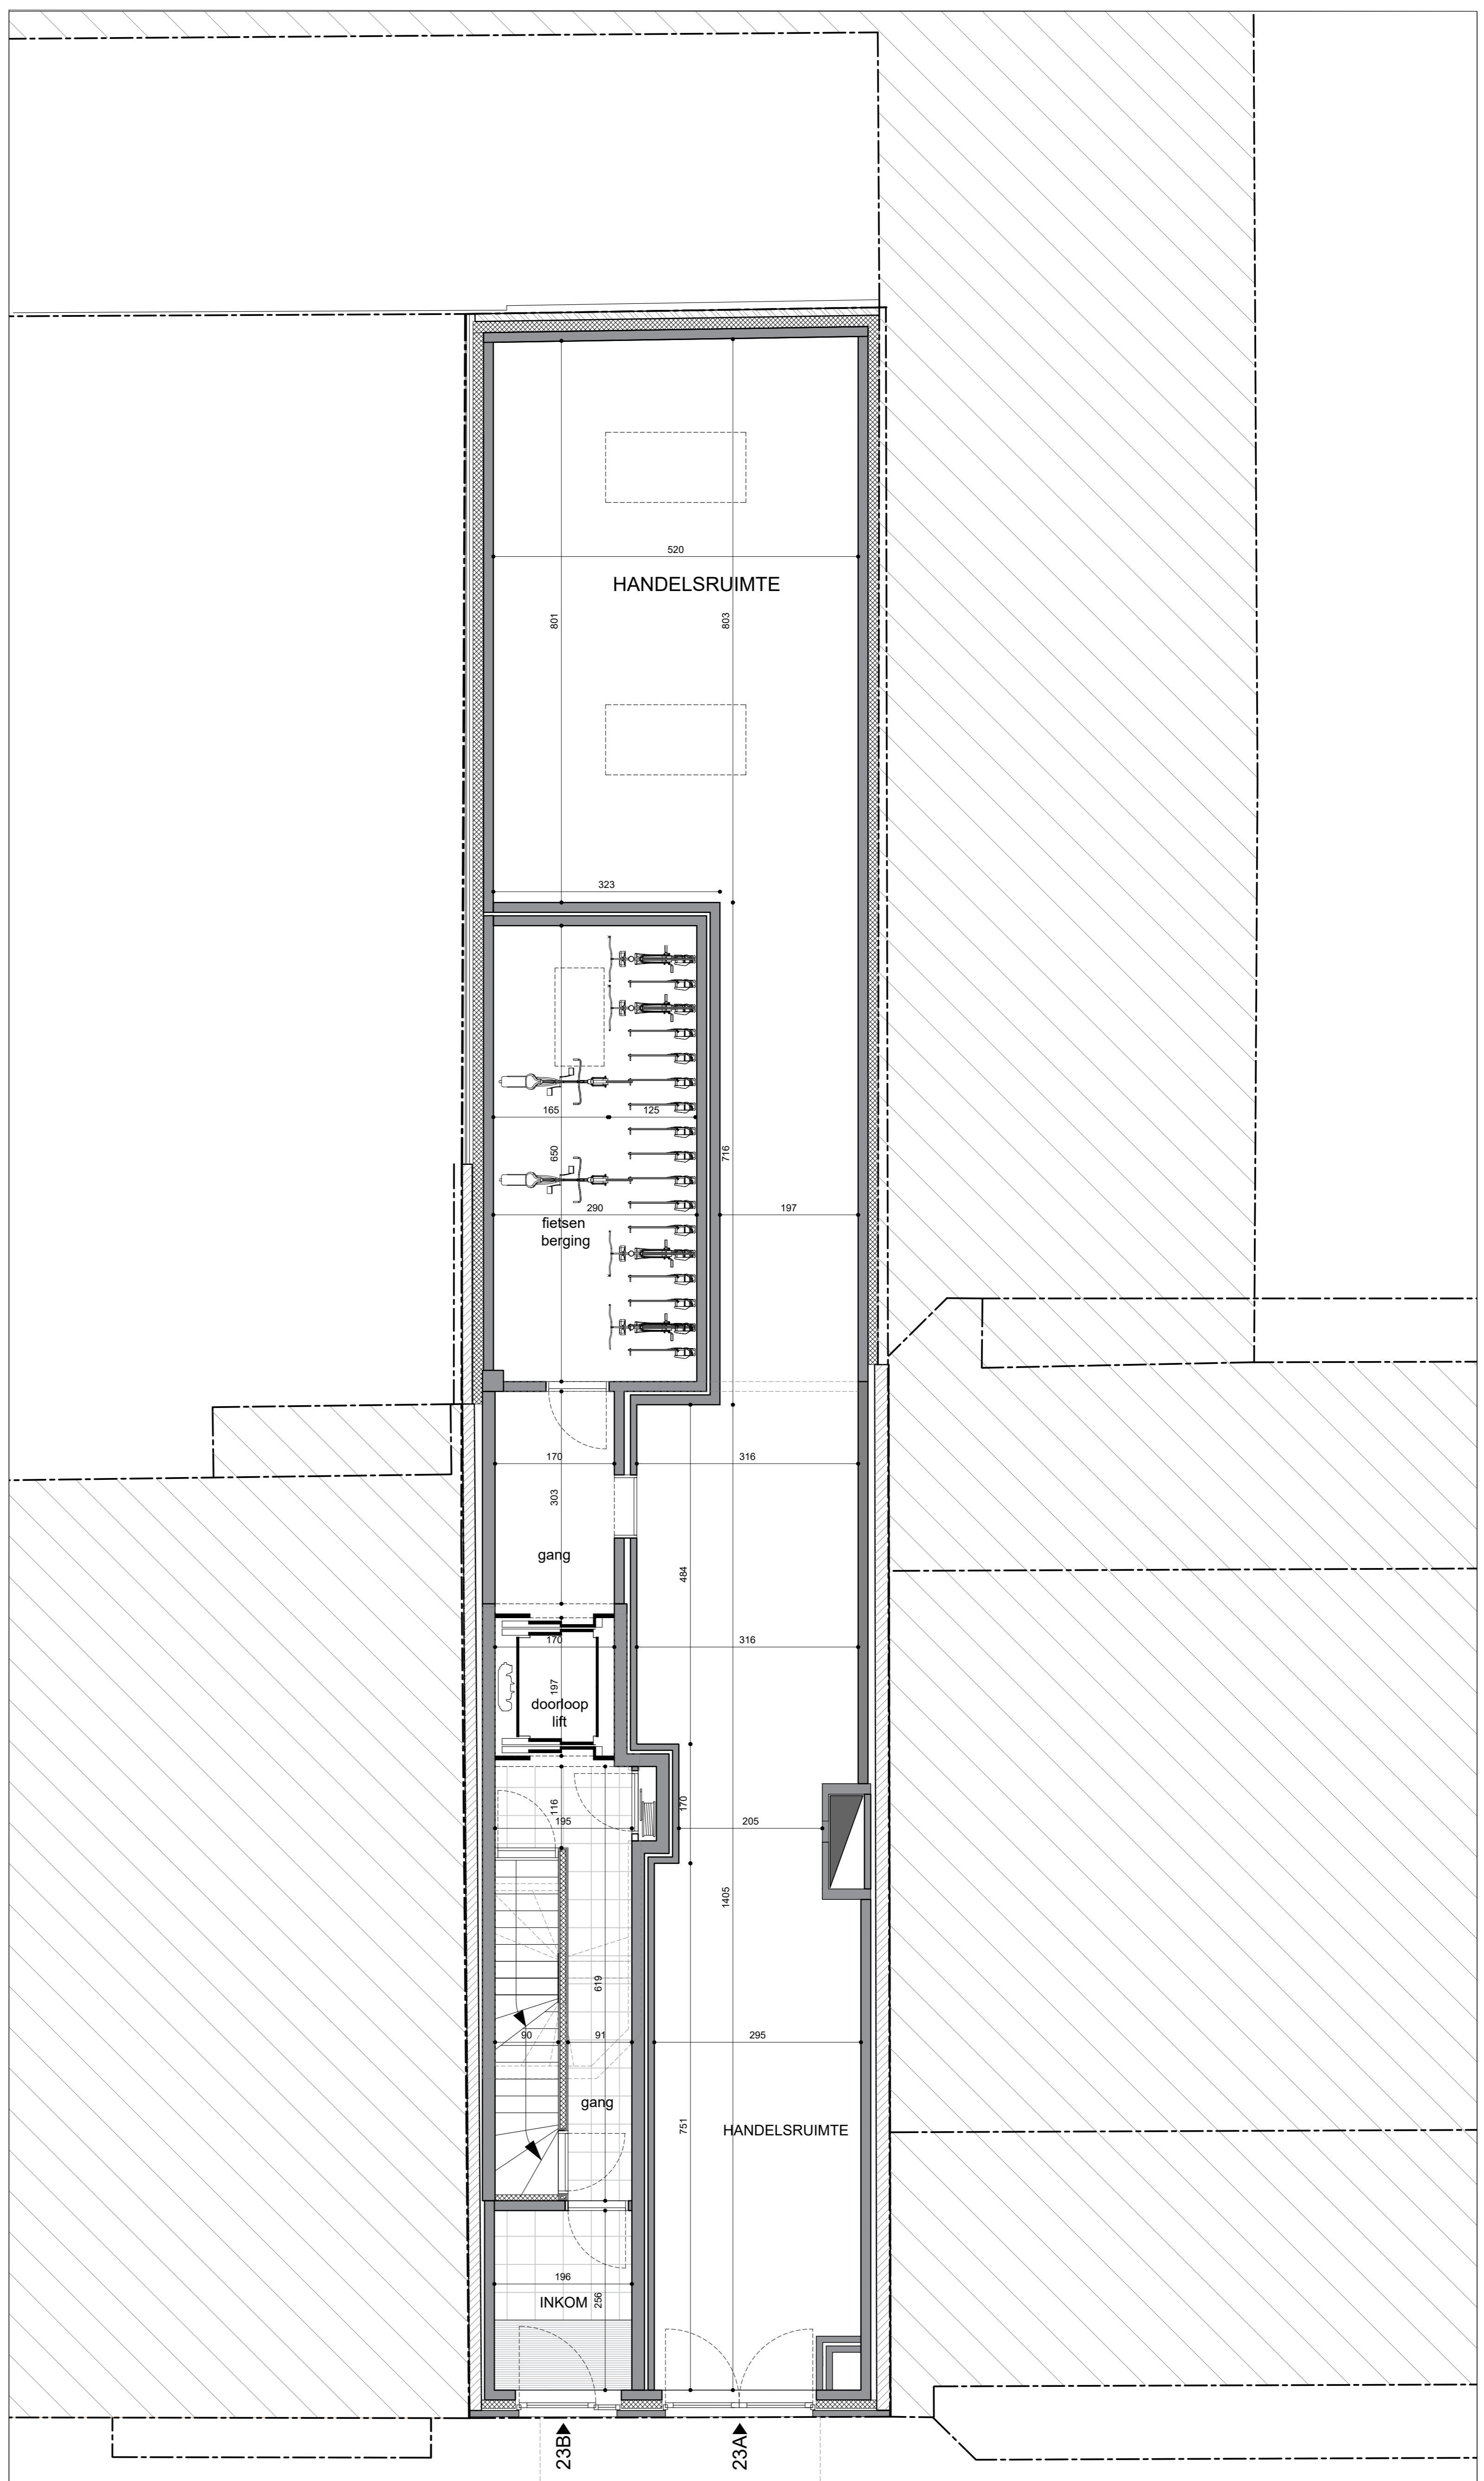 520
HANDELSRUIMTE
801
803
323
165
125
650
716
290
197
fietsen
berging
170
316
303
gang
484
170
316
197
doorloop
lift
116
170
195
205
1405
619
90
91
295
gang
751
HANDELSRUIMTE
196
INKOM
256
23B
23A